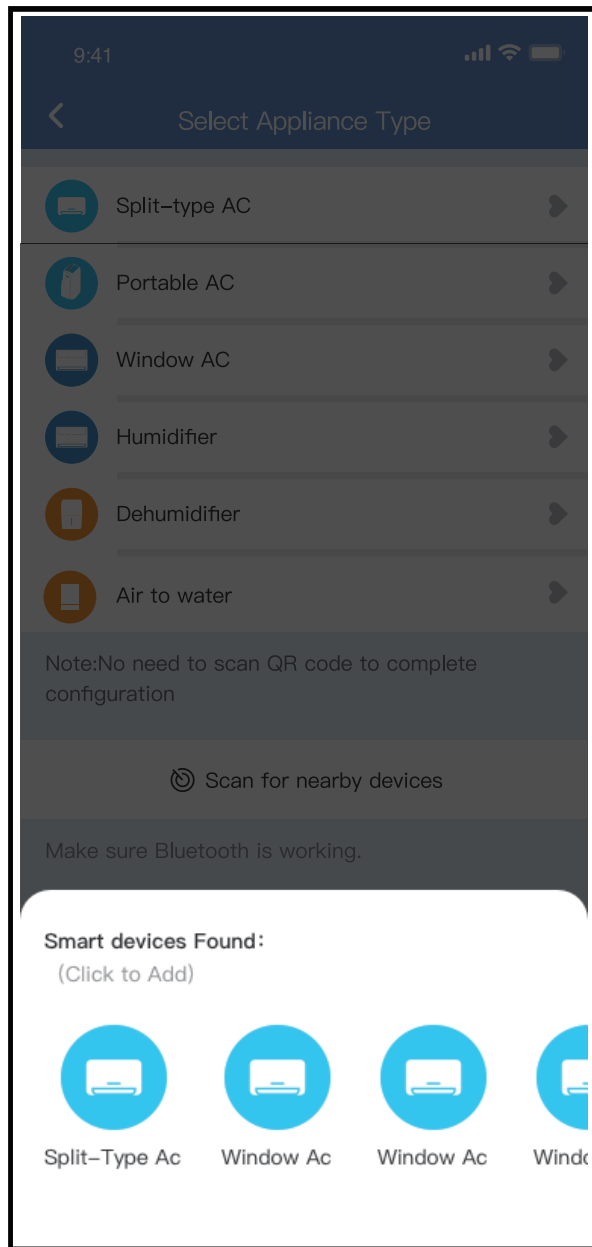 9:41
Select Appliance Type
Split-type AC
Portable AC
Window AC
Humidifier
Dehumidifier
Air to water
Note:No need to scan QR code to complete
configuration
Scan for nearby devices
Make sure Bluetooth is working.
Smart devices Found:
(Click to Add)
Split-Type Ac Window Ac Window Ac